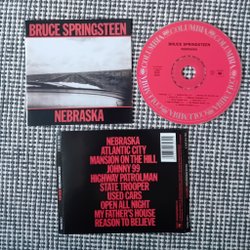 BRUCE SPRINGSTEEN
NEBRASKA
COLUMBIA
BRUCE SPRINGSTEEN
NEBRASKA
NEBRASKA
ATLANTIC CITY
MANSION ON THE HILL
JOHNNY 99
HIGHWAY PATROLMAN
STATE TROOPER
USED CARS
OPEN ALL NIGHT
MY FATHER'S HOUSE
REASON TO BELIEVE